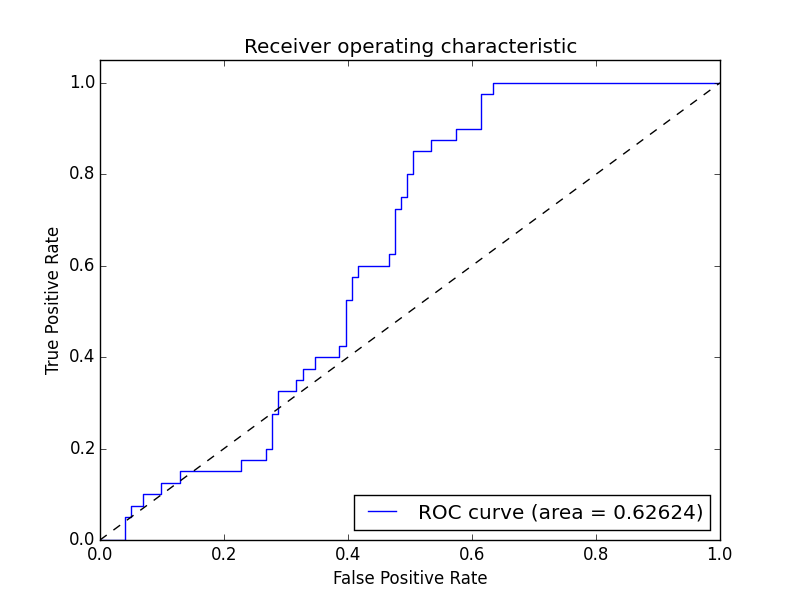 Receiver operating characteristic
1.0
0.8
0.6
0.4
0.2
0.0
True Positive Rate
ROC curve (area = 0.62624)
0.0 0.2 0.4 0.6 0.8 1.0
False Positive Rate